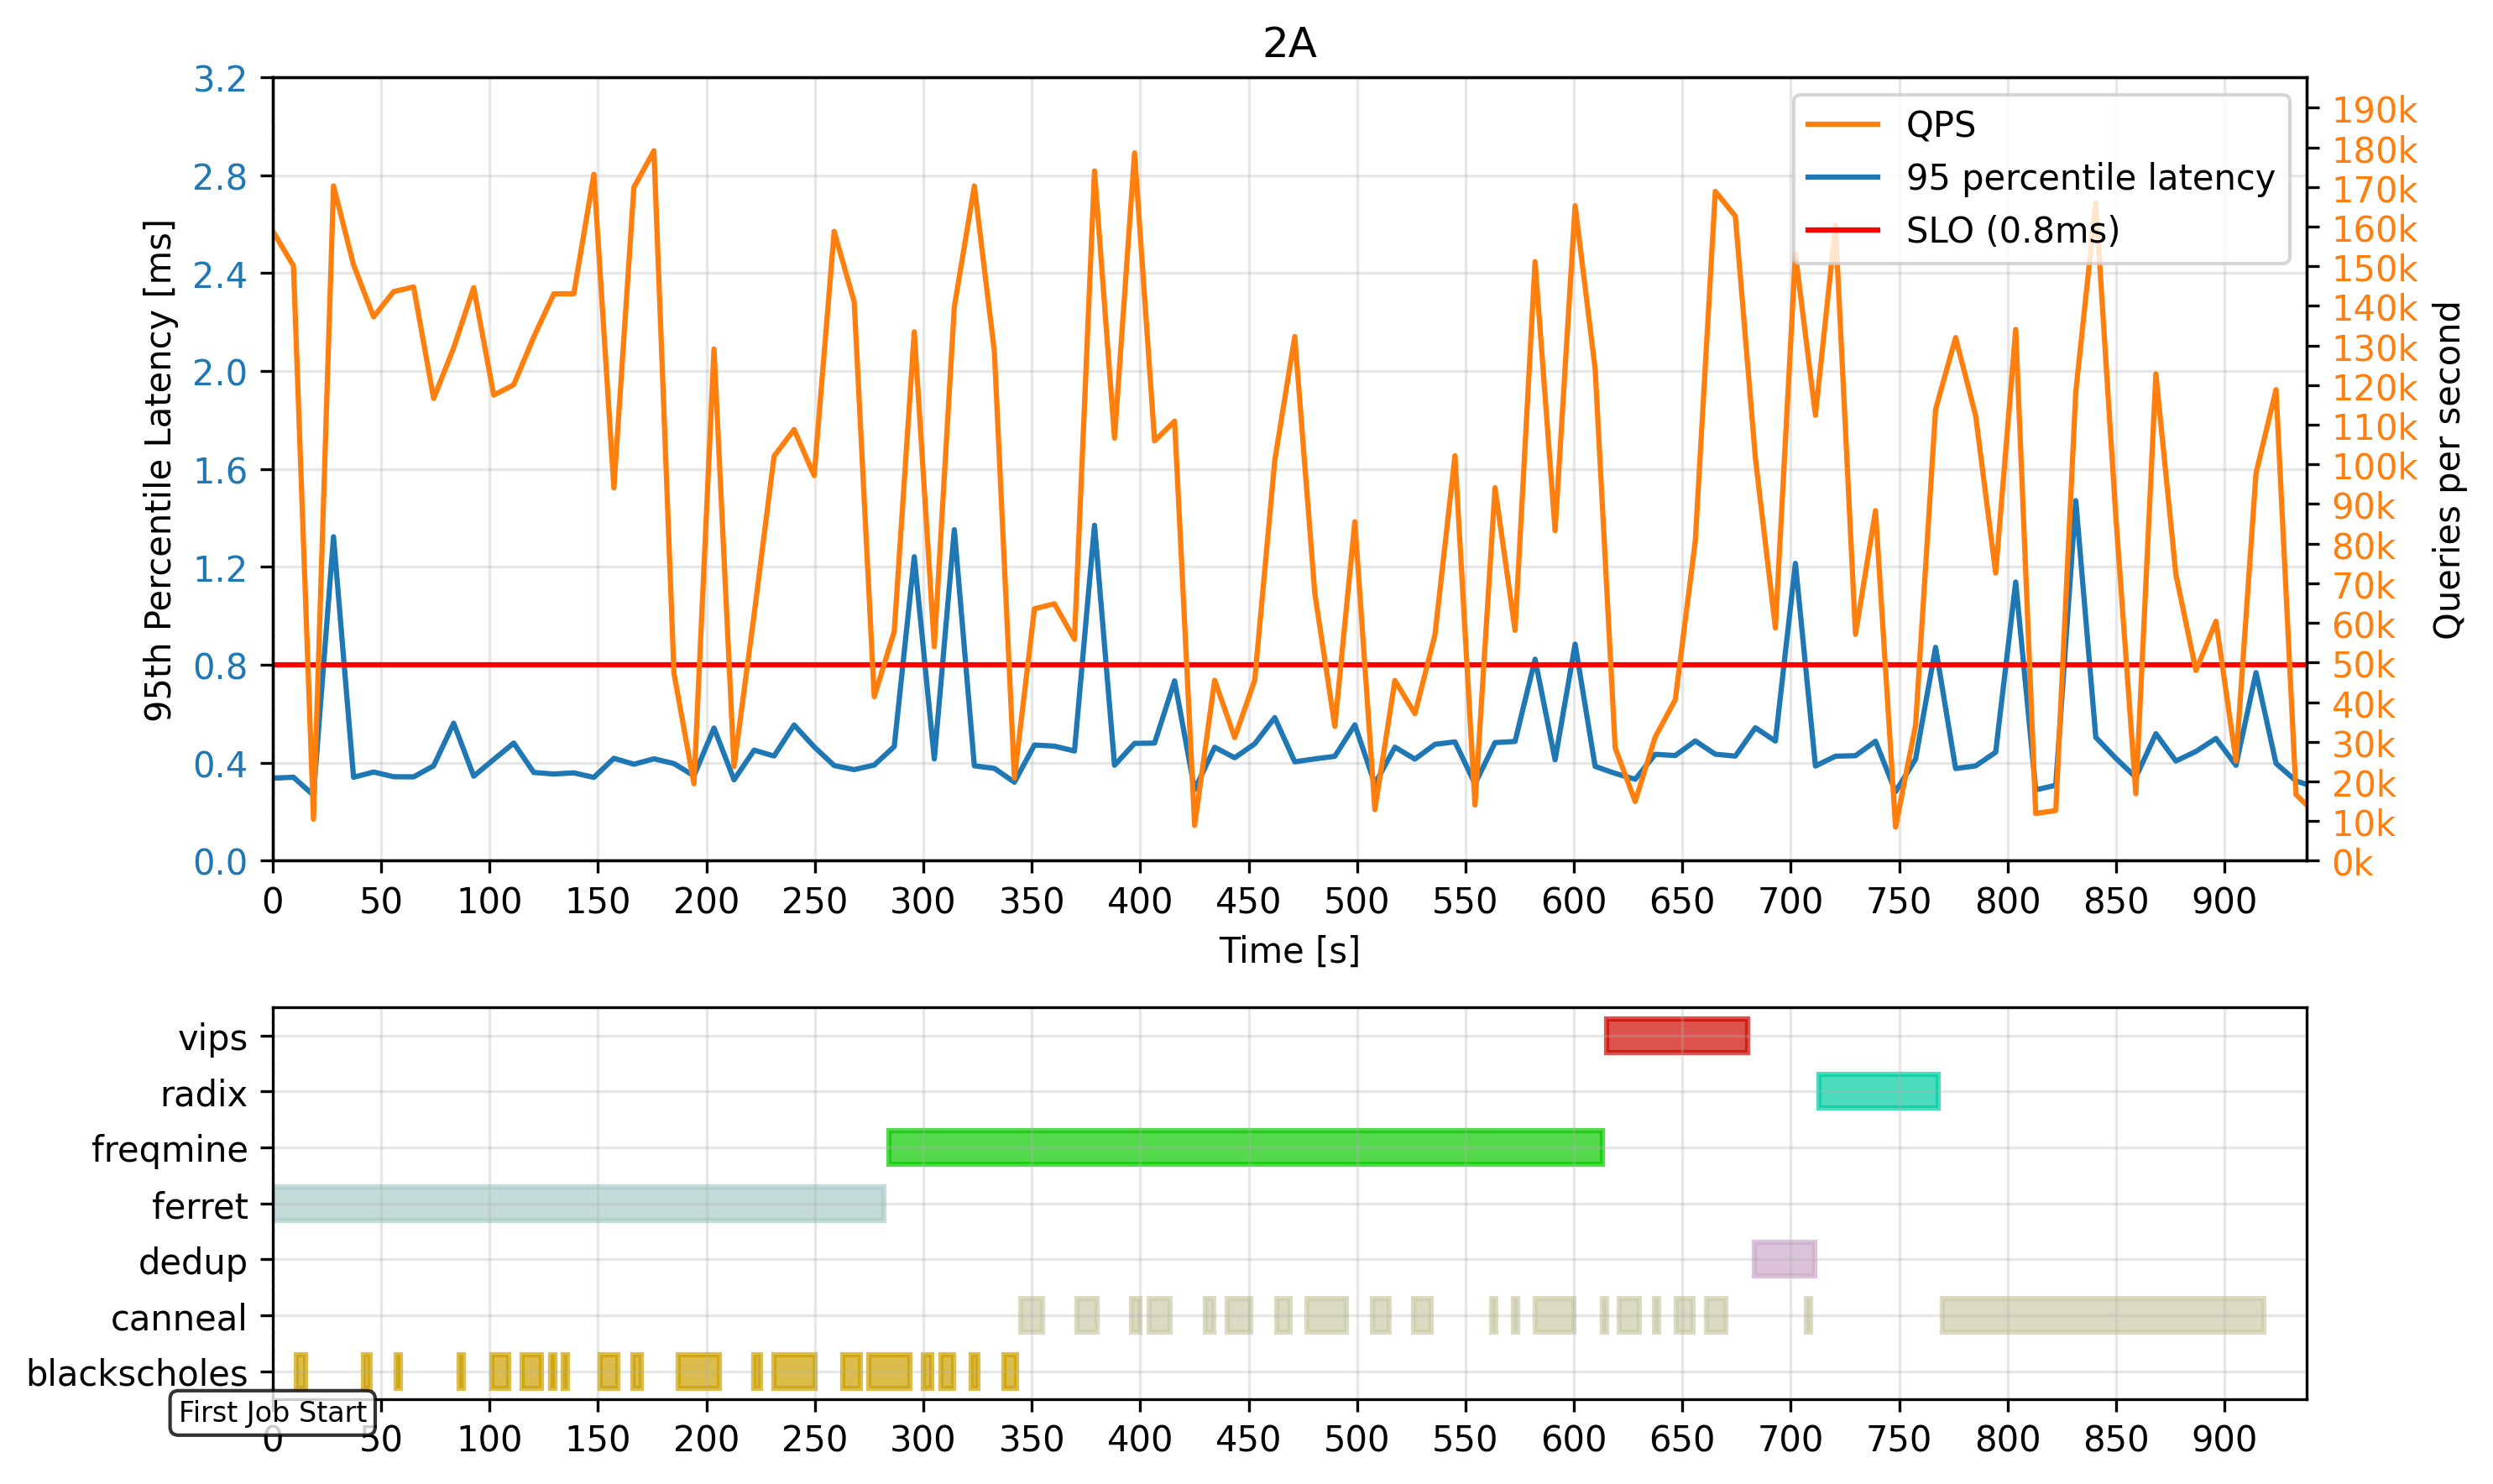 2A
3.2
2.8
2.4
2.0
1.6
1.2
0.8
0.4
0.0
95th Percentile Latency [ms]
QPS
95 percentile latency
SLO (0.8ms)
190k
180k
170k
160k
150k
140k
130k
120k
110k
100k
90k
80k
70k
60k
50k
40k
30k
20k
10k
0k
Queries per second
0 50 100 150 200 250 300 350 400 450 500 550 600 650 700 750 800 850 900
Time [s]
vips
radix
freqmine
ferret
dedup
canneal
blackscholes
First Job Start
0 50 100 150 200 250 300 350 400 450 500 550 600 650 700 750 800 850 900